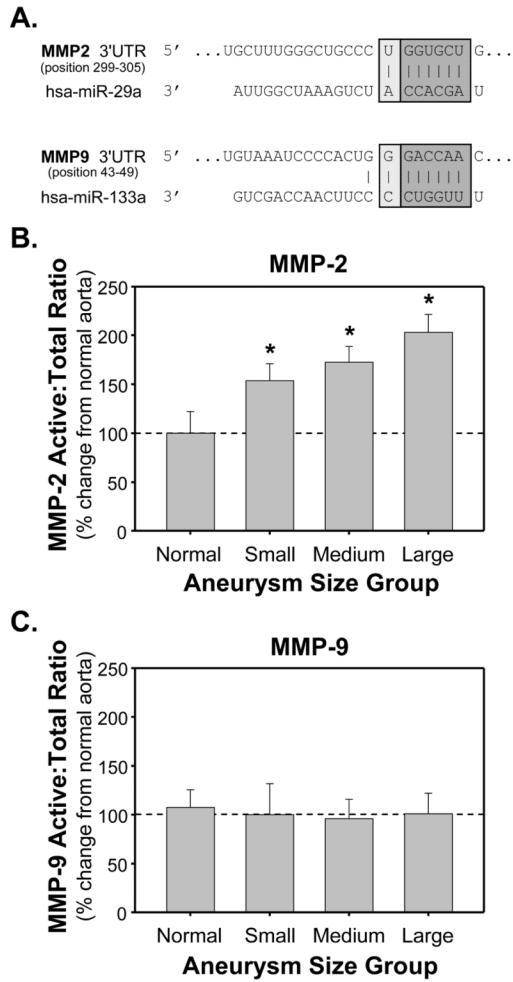 A.
MMP2 3'UTR 5' ...UGCUUUGGGCUGCCC U GGUGCU G...
(position 299-305)
hsa-miR-29a 3' AUUGGCUAAAGUCU A CCACGA U
MMP9 3'UTR 5' ...UGUAAAUCCCCACUG G GACCAA C...
(position 43-49)
hsa-miR-133a 3' GUCGACCAACUUCC C CUGGUU U
B.
MMP-2
MMP-2 Active:Total Ratio
(% change from normal aorta)
250
200
150
100
50
0
* * *
Normal Small Medium Large
Aneurysm Size Group
C.
MMP-9
MMP-9 Active:Total Ratio
(% change from normal aorta)
250
200
150
100
50
0
Normal Small Medium Large
Aneurysm Size Group